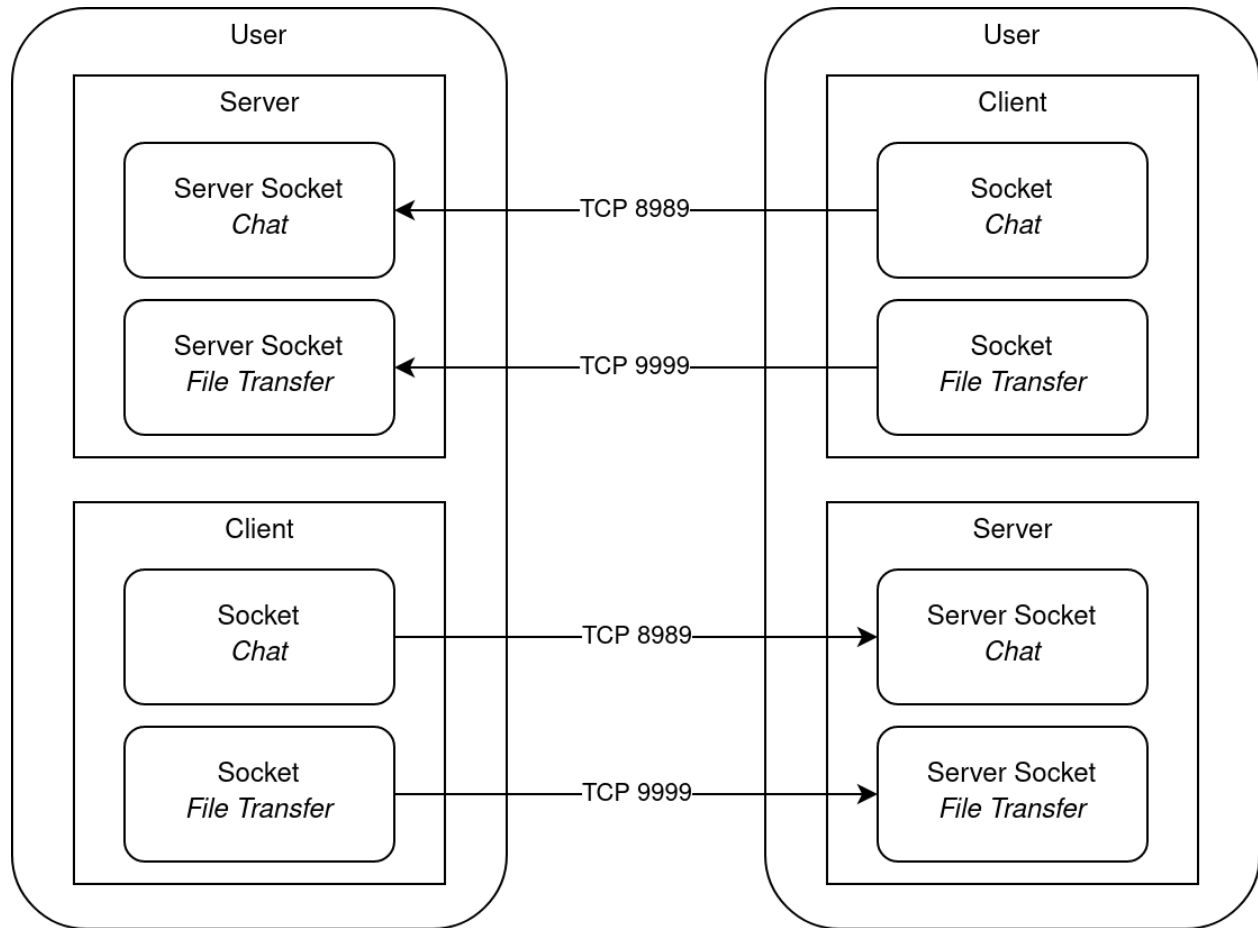 User
Server
Server Socket
Chat
Server Socket
File Transfer
Client
Socket
Chat
Socket
File Transfer
TCP 8989
TCP 9999
TCP 8989
TCP 9999
User
Client
Socket
Chat
Socket
File Transfer
Server
Server Socket
Chat
Server Socket
File Transfer